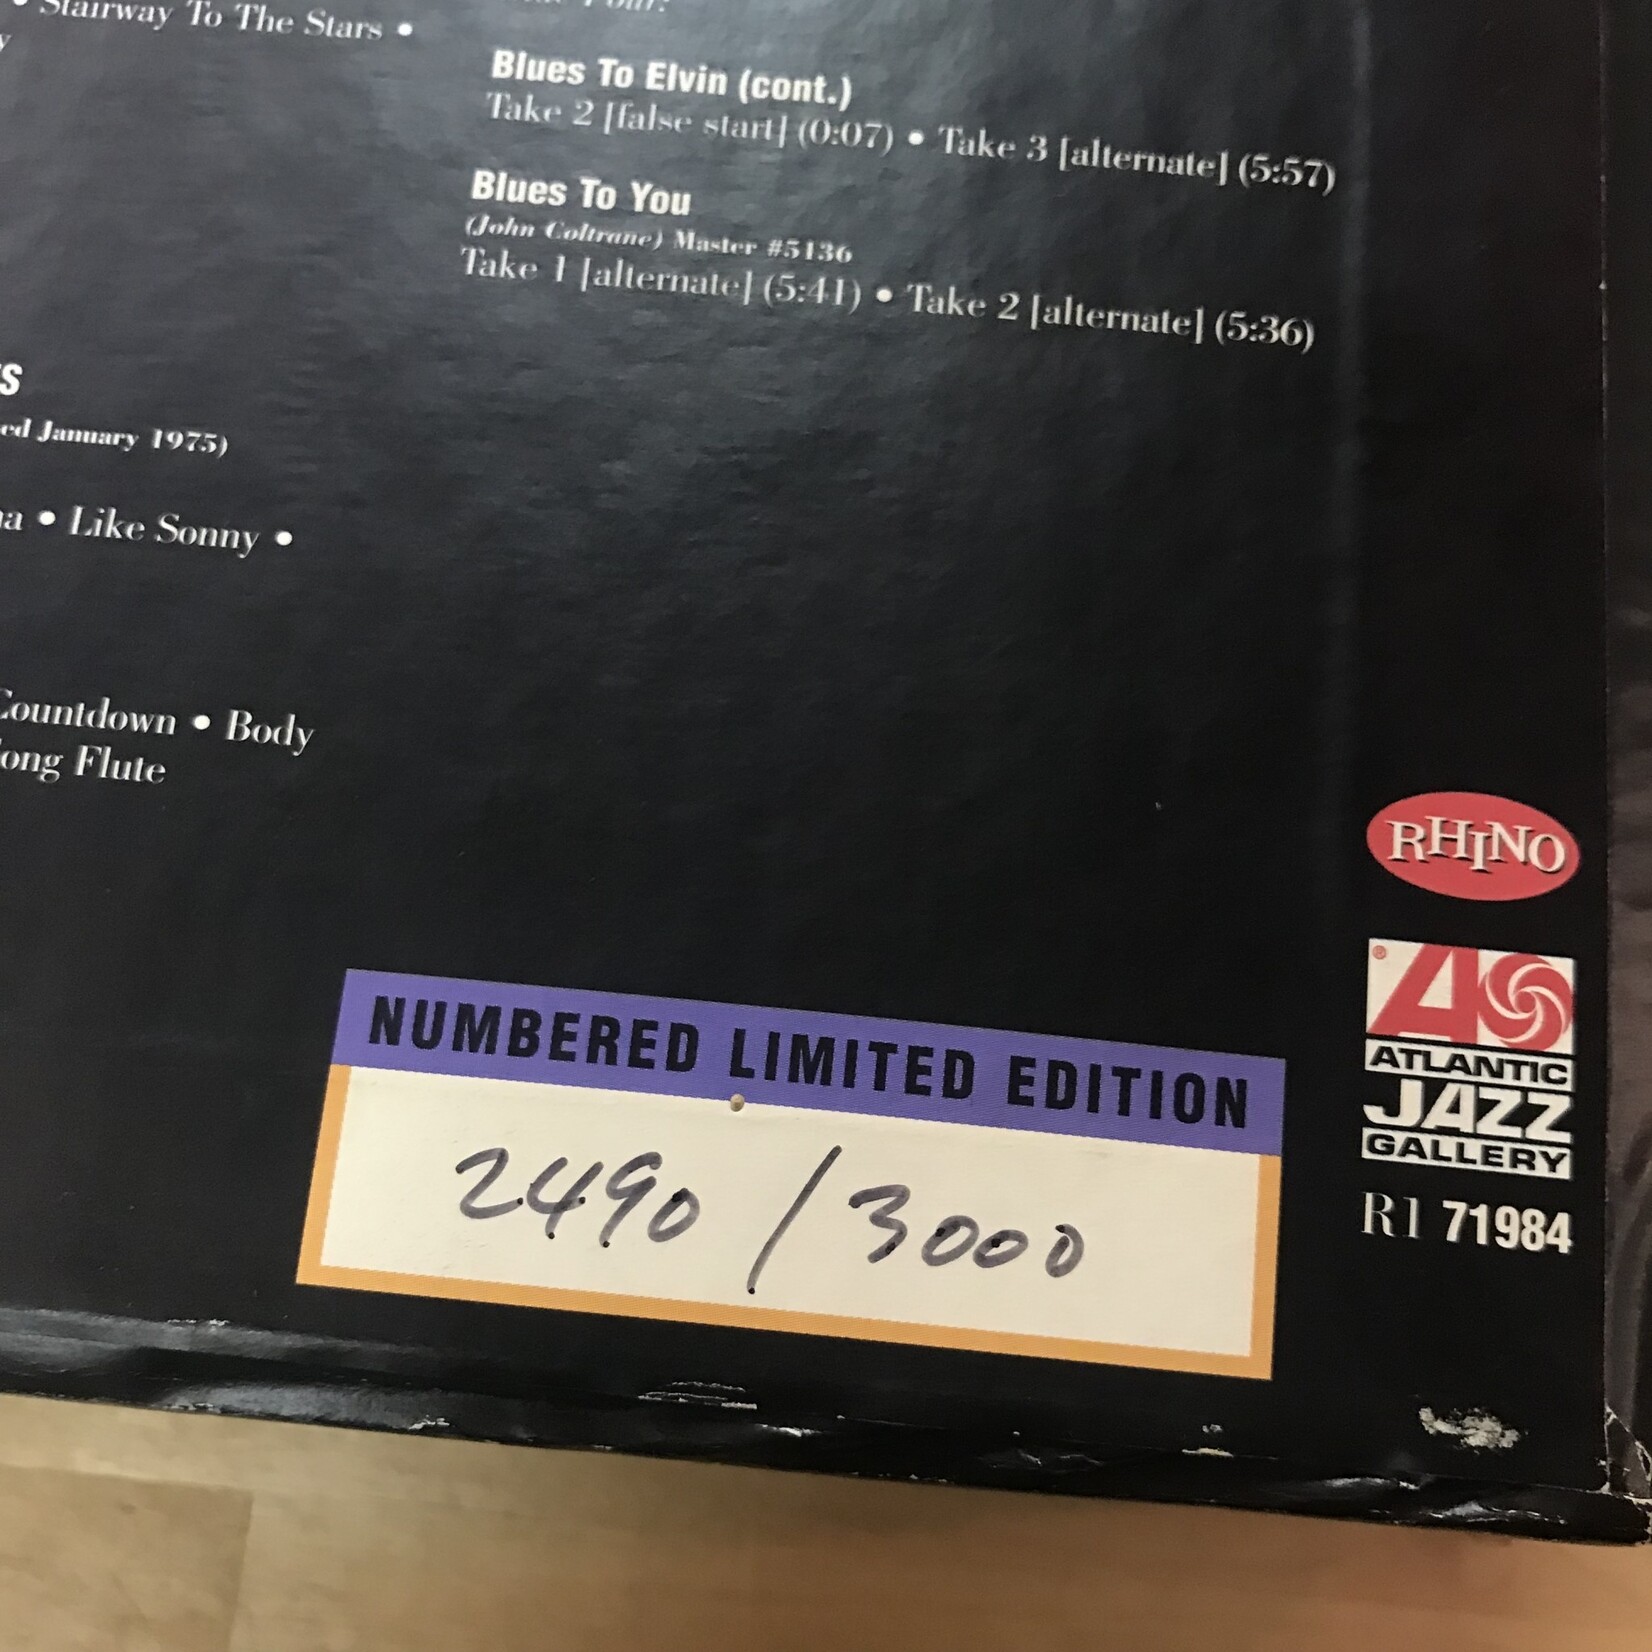 • Stairway To The Stars •
Blues To Elvin (cont.)
Take 2 [false start] (0:07) • Take 3 [alternate] (5:57)
Blues To You
(John Coltrane) Master #5136
Take 1 [alternate] (5:41) • Take 2 [alternate] (5:36)
January 1975)
• Like Sonny •
Countdown • Body
Flute
RHINO
®
ATLANTIC
JAZZ
GALLERY
R1 71984
NUMBERED LIMITED EDITION
2490 / 3000